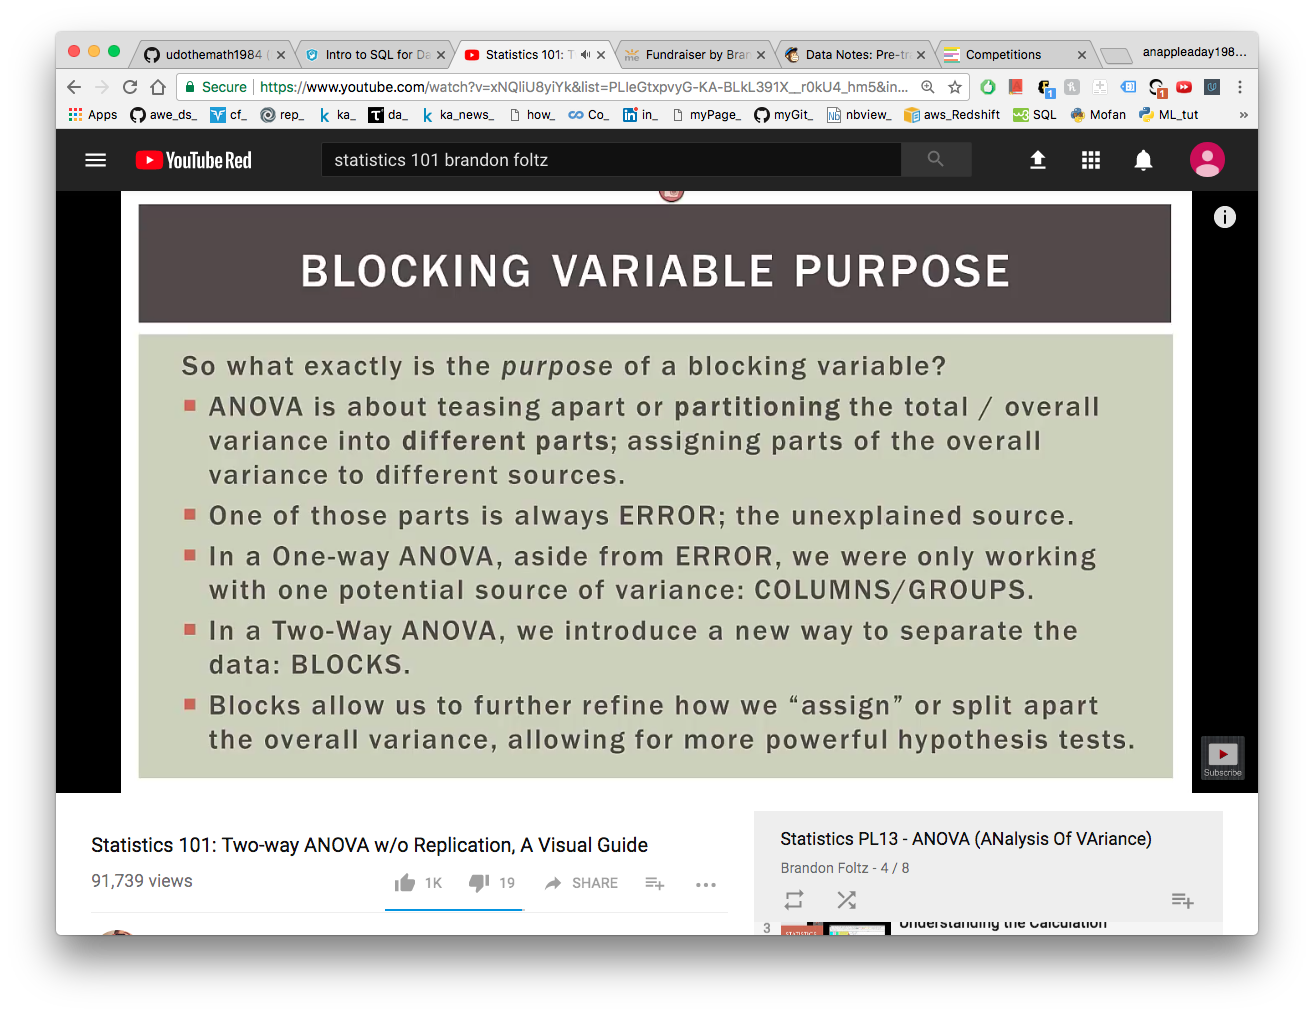 udothemath1984 (
Intro to SQL for Da
Statistics 101: T
Fundraiser by Bran
Data Notes: Pre-tr
Competitions
anappleaday198...
Secure
https://www.youtube.com/watch?v=xNQliU8yiYk&list=PLIeGtxpvyG-KA-BLkL391X__r0kU4_hm5&in...
Apps
awe_ds_
cf_
rep_
ka_
da_
ka_news_
how_
Co_
in_
myPage_
myGit_
nbview_
aws_Redshift
SQL
Mofan
ML_tut
»
YouTube Red
statistics 101 brandon foltz
BLOCKING VARIABLE PURPOSE
So what exactly is the purpose of a blocking variable?
ANOVA is about teasing apart or partitioning the total / overall
variance into different parts; assigning parts of the overall
variance to different sources.
One of those parts is always ERROR; the unexplained source.
In a One-way ANOVA, aside from ERROR, we were only working
with one potential source of variance: COLUMNS/GROUPS.
In a Two-Way ANOVA, we introduce a new way to separate the
data: BLOCKS.
Blocks allow us to further refine how we “assign” or split apart
the overall variance, allowing for more powerful hypothesis tests.
Subscribe
Statistics 101: Two-way ANOVA w/o Replication, A Visual Guide
91,739 views
1K
19
SHARE
Statistics PL13 - ANOVA (ANalysis Of VAriance)
Brandon Foltz - 4 / 8
3
Understanding the Calculation